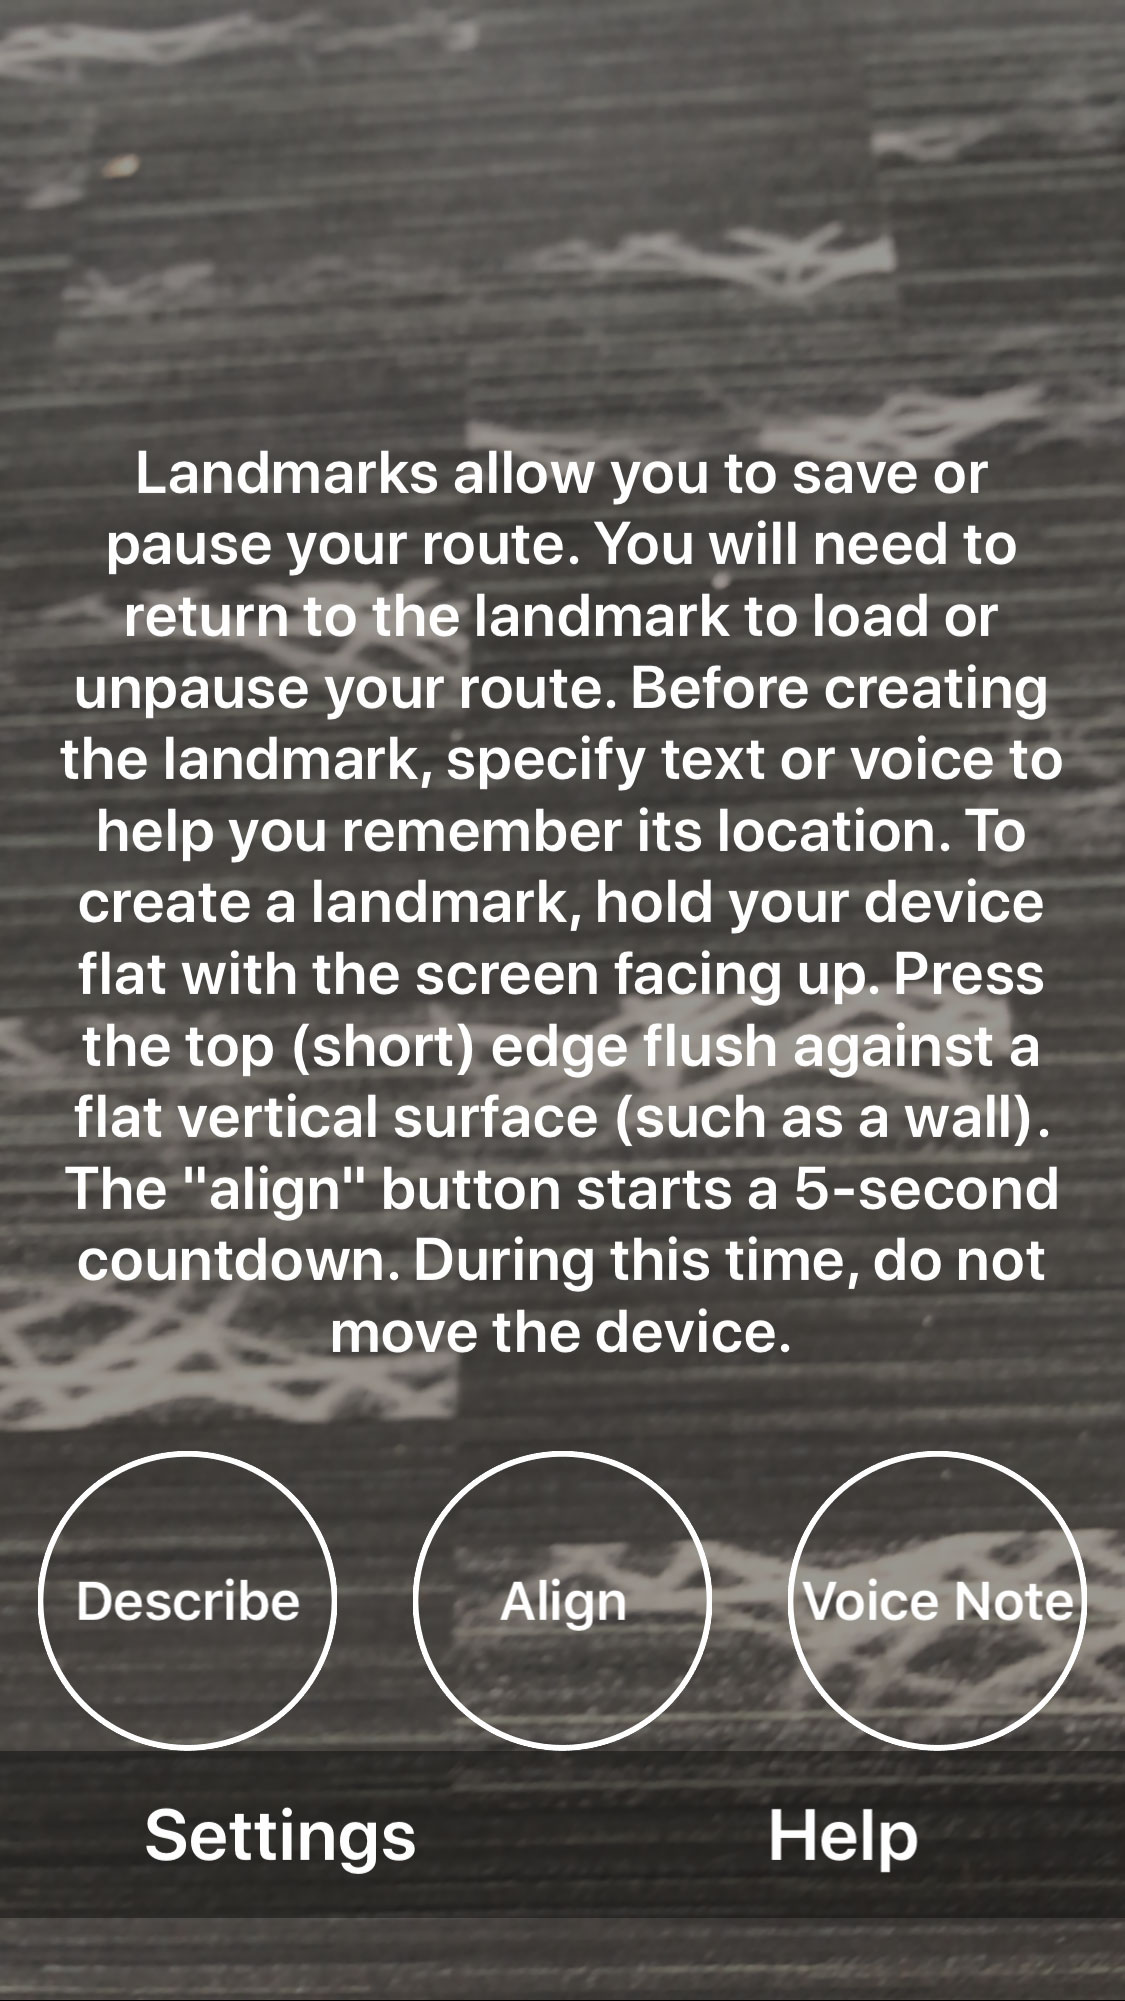 Landmarks allow you to save or
pause your route. You will need to
return to the landmark to load or
unpause your route. Before creating
the landmark, specify text or voice to
help you remember its location. To
create a landmark, hold your device
flat with the screen facing up. Press
the top (short) edge flush against a
flat vertical surface (such as a wall).
The "align" button starts a 5-second
countdown. During this time, do not
move the device.
Describe
Align
Voice Note
Settings
Help